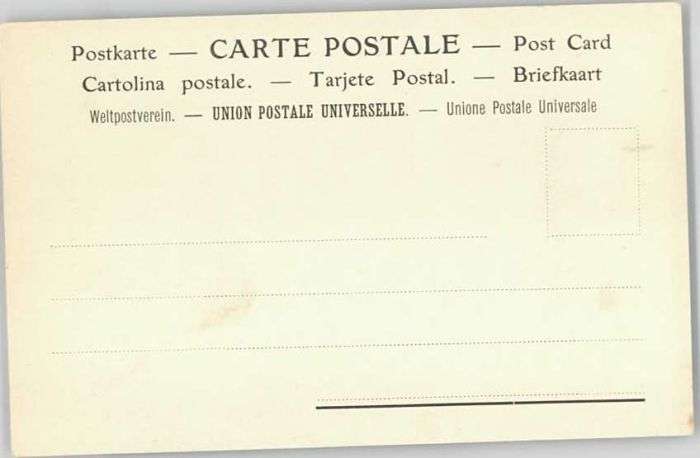 Postkarte — CARTE POSTALE — Post Card
Cartolina postale. — Tarjete Postal. — Briefkaart
Weltpostverein. — UNION POSTALE UNIVERSELLE. — Unione Postale Universale